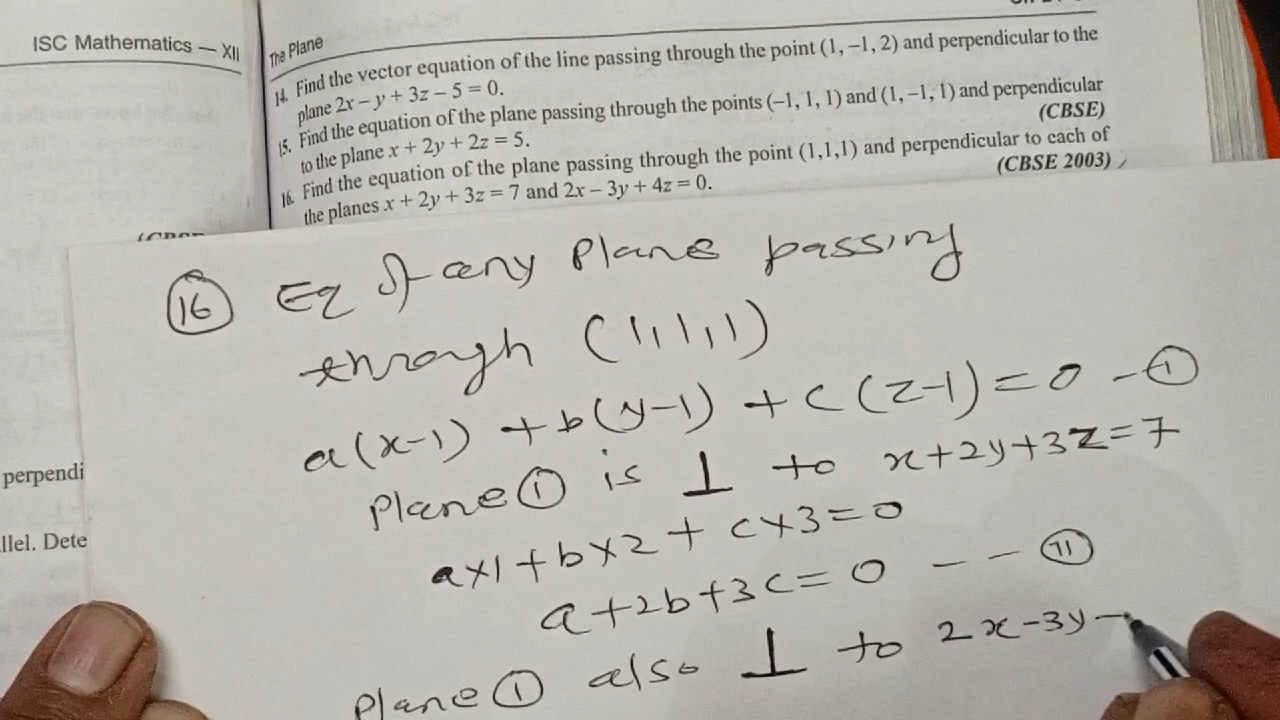 ISC Mathematics — XII
The Plane
14. Find the vector equation of the line passing through the point (1, –1, 2) and perpendicular to the
plane 2x – y + 3z – 5 = 0.
15. Find the equation of the plane passing through the points (–1, 1, 1) and (1, –1, 1) and perpendicular
to the plane x + 2y + 2z = 5.
(CBSE)
16. Find the equation of the plane passing through the point (1,1,1) and perpendicular to each of
the planes x + 2y + 3z = 7 and 2x – 3y + 4z = 0.
(CBSE 2003)
(16) Eq of any Plane passing
through (1,1,1)
a(x-1) + b(y-1) + c(z-1) = 0 - (1)
Plane (1) is ⊥ to x+2y+3z=7
a×1+b×2+c×3=0
a+2b+3c=0 - - (11)
Plane (1) also ⊥ to 2x-3y-
perpendi
llel. Dete